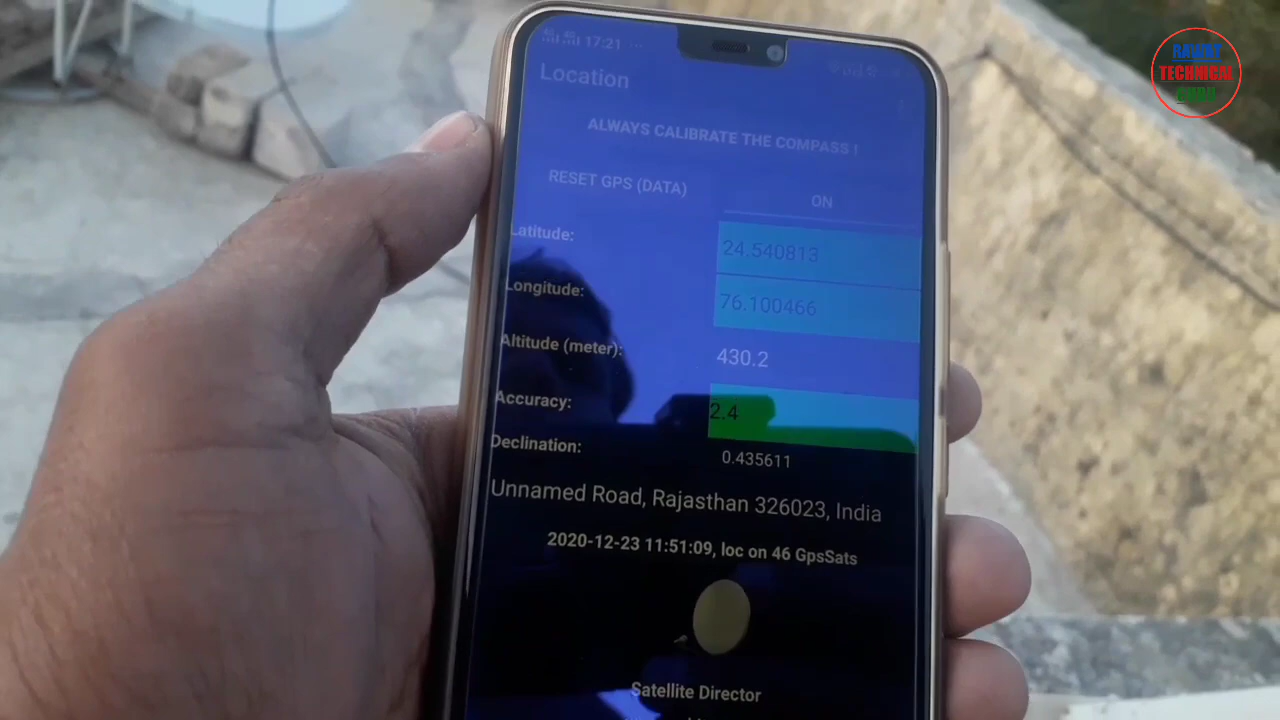 RAWAT
TECHNICAL
GURU
17:21
Location
ALWAYS CALIBRATE THE COMPASS !
RESET GPS (DATA)
ON
Latitude:
24.540813
Longitude:
76.100466
Altitude (meter):
430.2
Accuracy:
2.4
Declination:
0.435611
Unnamed Road, Rajasthan 326023, India
2020-12-23 11:51:09, loc on 46 GpsSats
Satellite Director